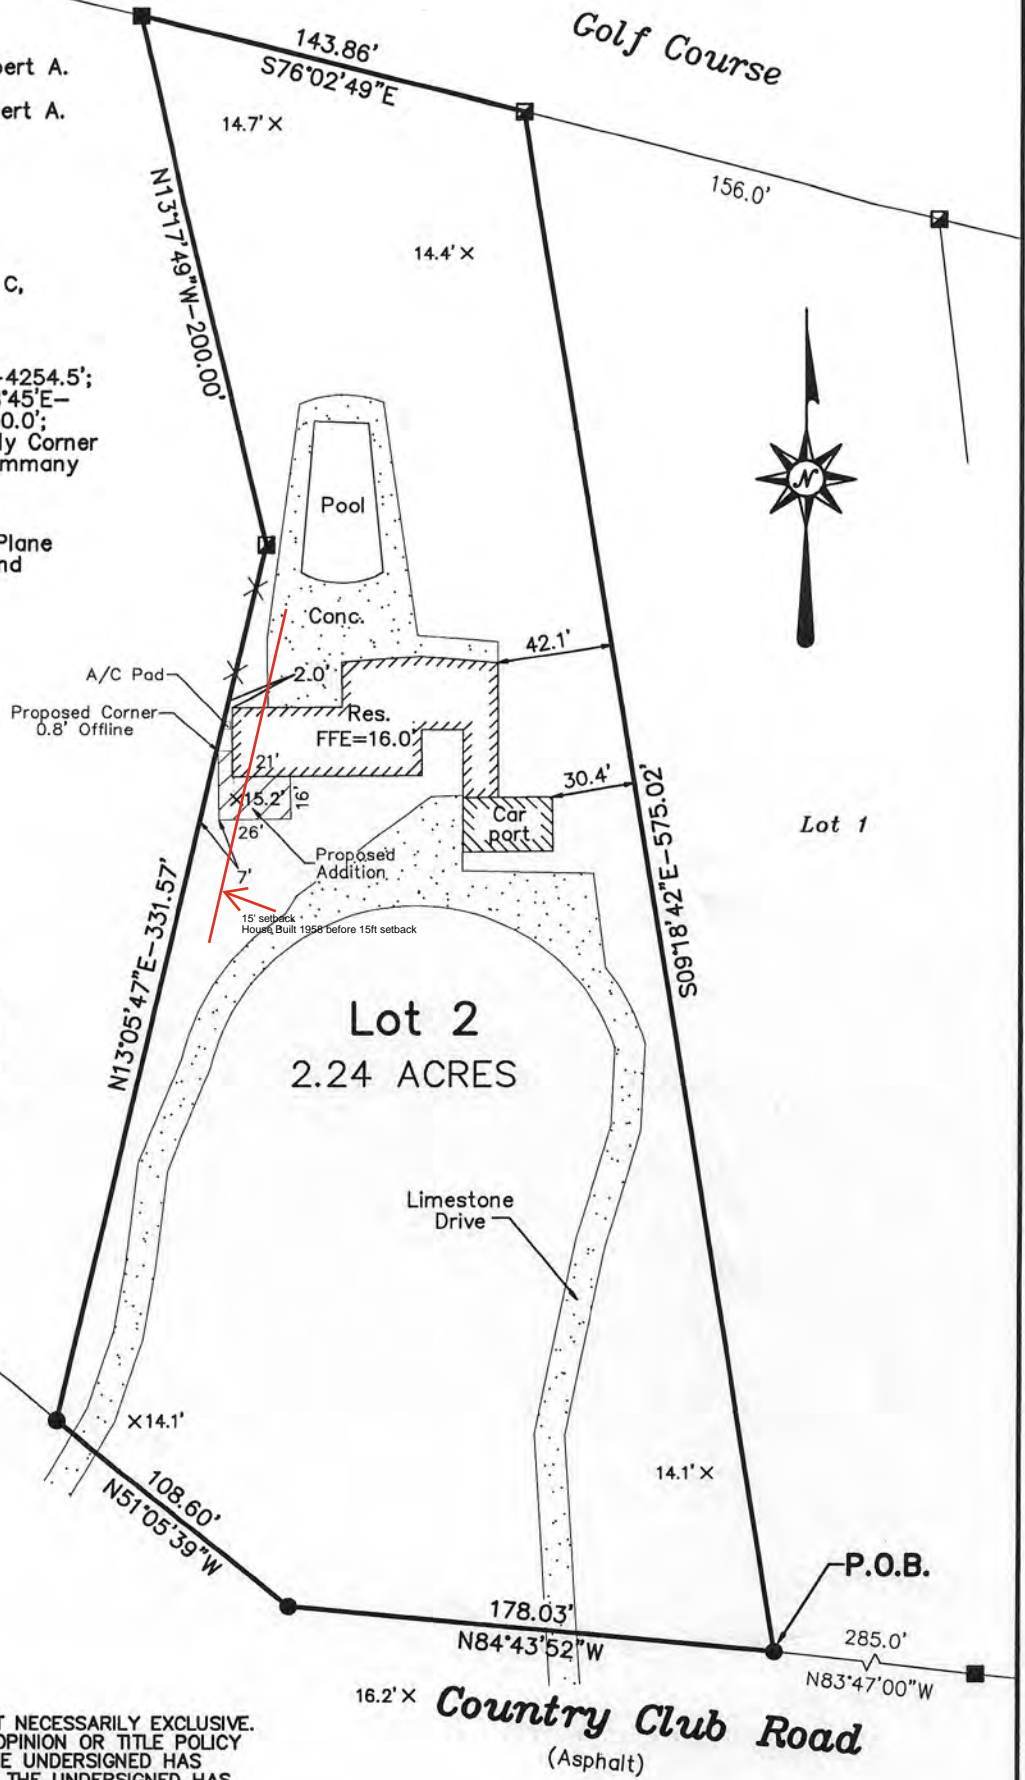 Golf Course
143.86'
S76°02'49"E
ert A.
ert A.
14.7' ×
156.0'
N13°17'49"W-200.00'
14.4' ×
C,
-4254.5';
°45'E-
0.0';
ly Corner
mmany
Plane
nd
N
Pool
Conc.
42.1'
A/C Pad
2.0'
Proposed Corner
0.8' Offline
Res.
FFE=16.0'
21'
×15.2'
16'
26'
30.4'
Car
port
Lot 1
Proposed
Addition
7'
15' setback
House Built 1958 before 15ft setback
S09°18'42"E-575.02'
N13°05'47"E-331.57'
Lot 2
2.24 ACRES
Limestone
Drive
×14.1'
14.1' ×
108.60'
N51°05'39"W
P.O.B.
178.03'
N84°43'52"W
285.0'
N83°47'00"W
16.2' ×
Country Club Road
(Asphalt)
T NECESSARILY EXCLUSIVE.
OPINION OR TITLE POLICY
E UNDERSIGNED HAS
THE UNDERSIGNED HAS